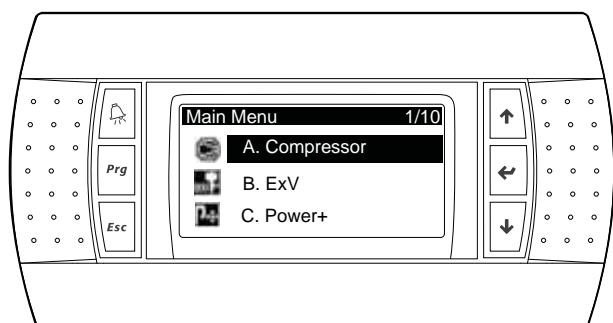 Main Menu 1/10
A. Compressor
Prg
B. ExV
C. Power+
Esc